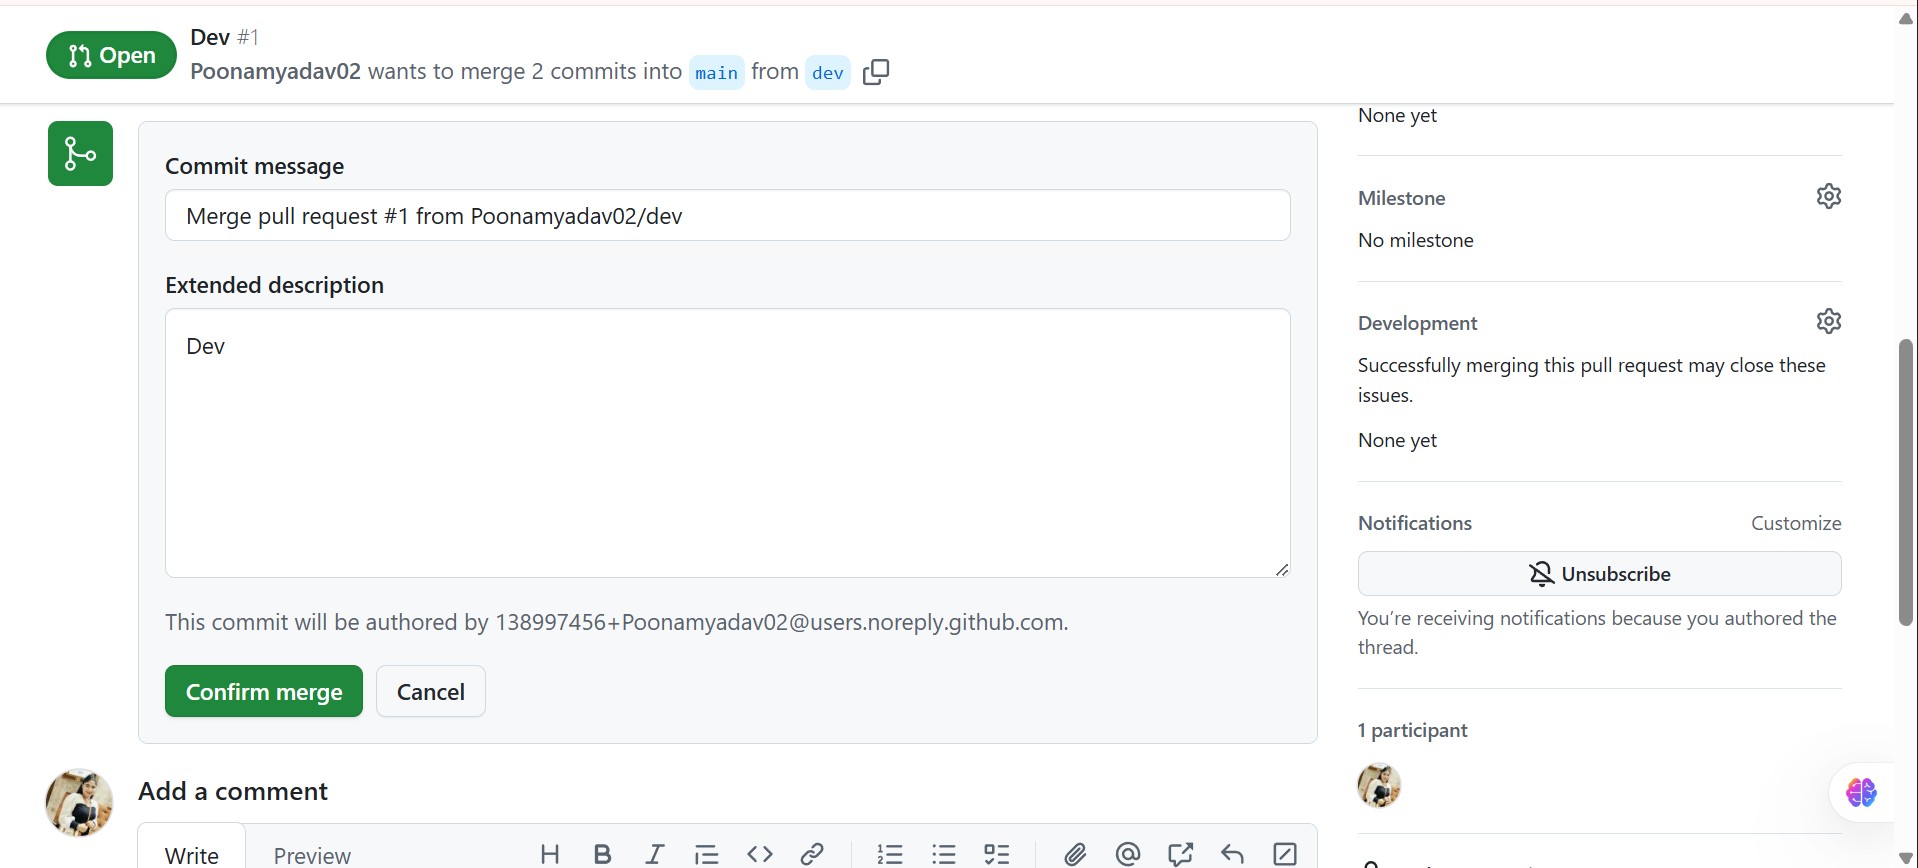 Open
Dev #1
Poonamyadav02 wants to merge 2 commits into main from dev
Commit message
Merge pull request #1 from Poonamyadav02/dev
Extended description
Dev
This commit will be authored by 138997456+Poonamyadav02@users.noreply.github.com.
Confirm merge
Cancel
Add a comment
Write
Preview
None yet
Milestone
No milestone
Development
Successfully merging this pull request may close these
issues.
None yet
Notifications
Customize
Unsubscribe
You’re receiving notifications because you authored the
thread.
1 participant